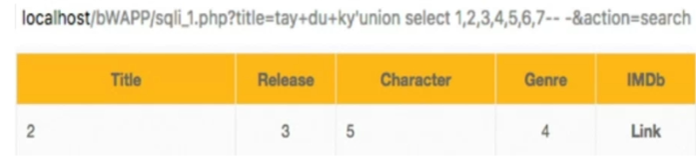 localhost/bWAPP/sqli_1.php?title=tay+du+ky'union select 1,2,3,4,5,6,7-- -&action=search
Title Release Character Genre IMDb
2 3 5 4 Link